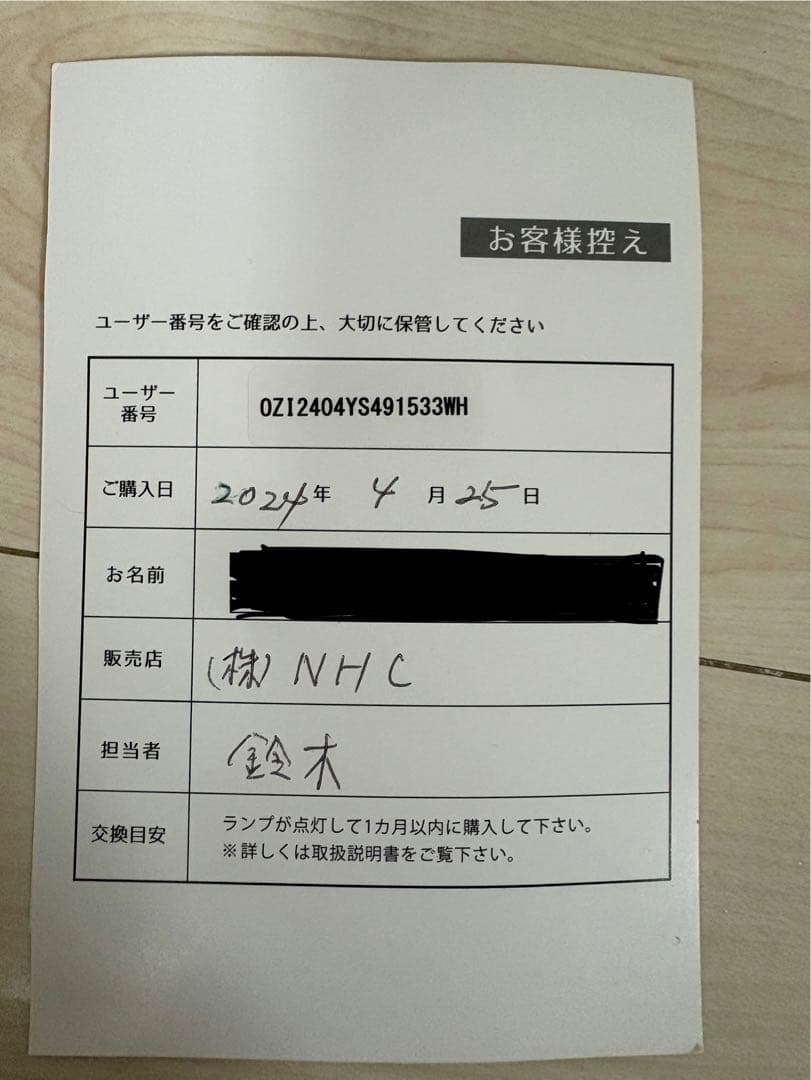 お客様控え
ユーザー番号をご確認の上、大切に保管してください
ユーザー
番号
OZI2404YS491533WH
ご購入日
2024年 4月25日
お名前
販売店
(株) NHC
担当者
鈴木
交換目安
ランプが点灯して1カ月以内に購入して下さい。
※詳しくは取扱説明書をご覧下さい。